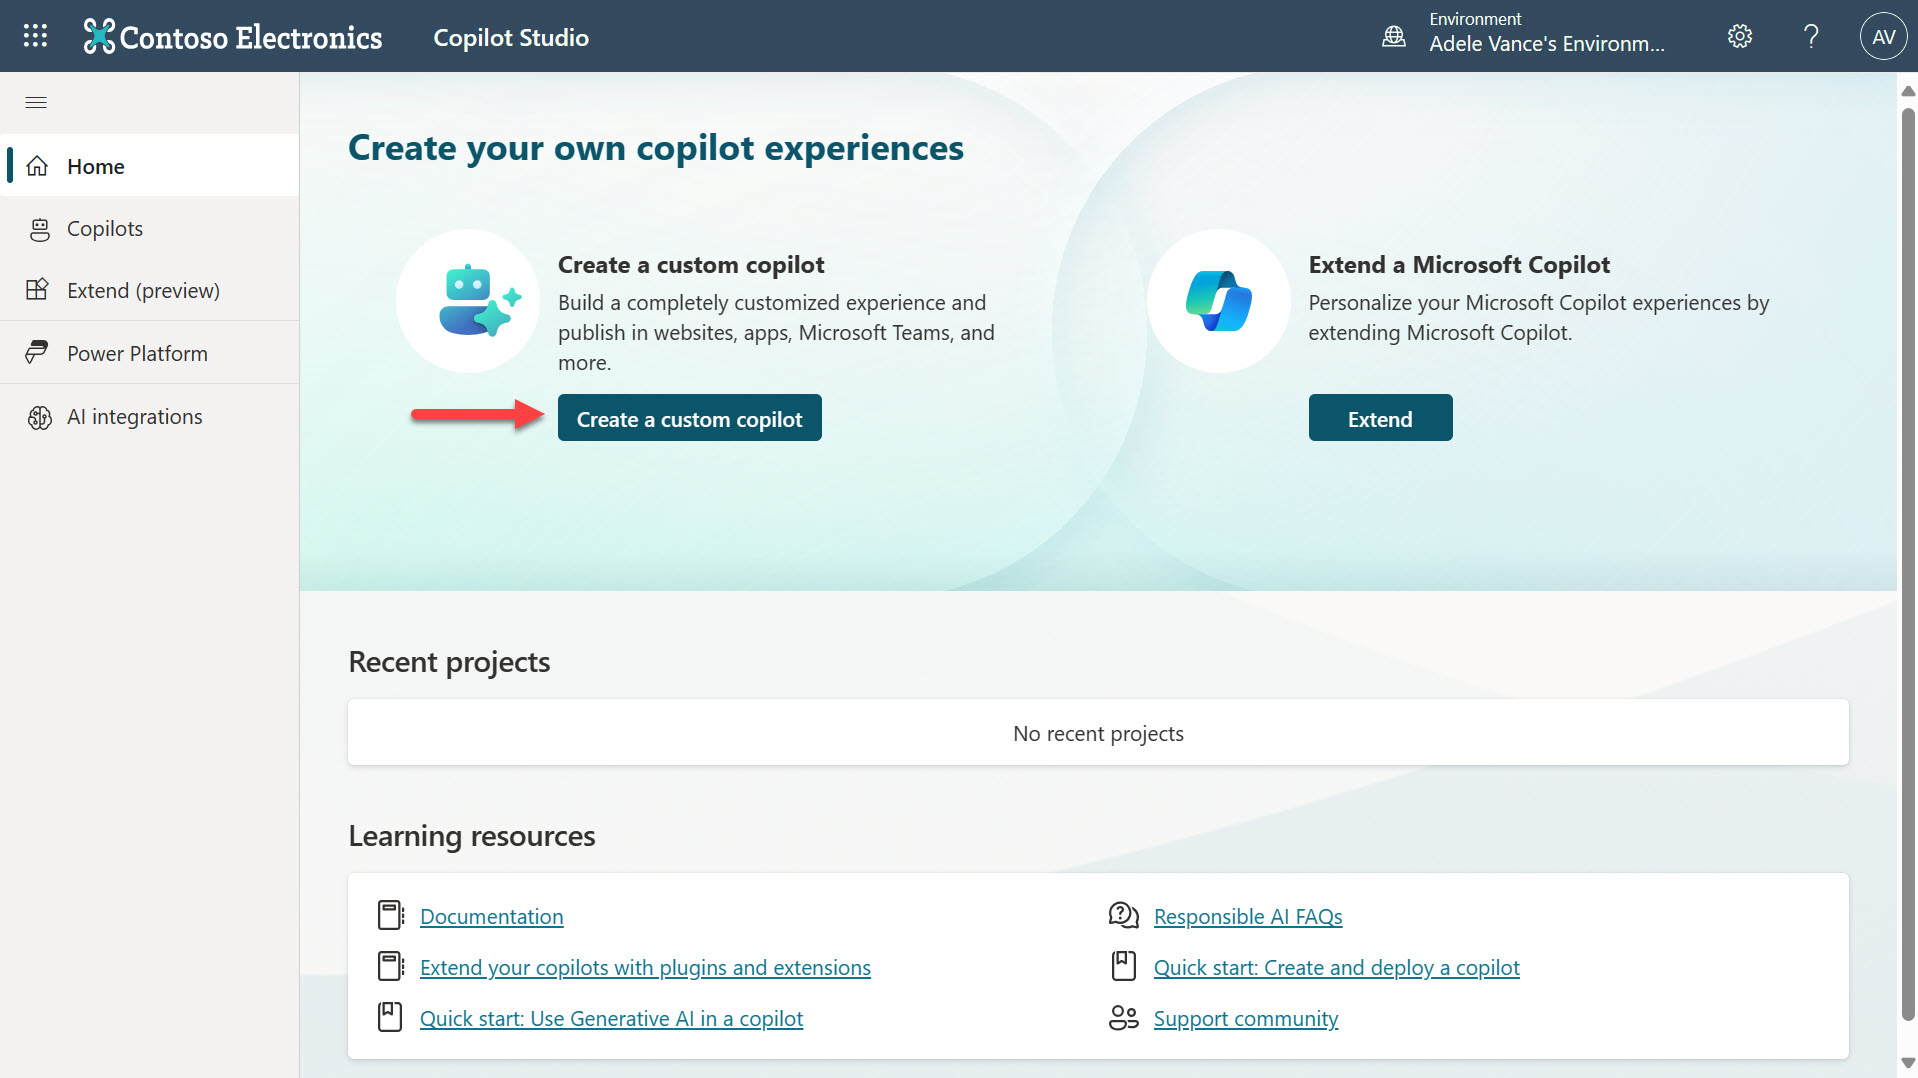 Contoso Electronics
Copilot Studio
Environment
Adele Vance's Environm...
?
AV
Home
Copilots
Extend (preview)
Power Platform
AI integrations
Create your own copilot experiences
Create a custom copilot
Build a completely customized experience and
publish in websites, apps, Microsoft Teams, and
more.
Create a custom copilot
Extend a Microsoft Copilot
Personalize your Microsoft Copilot experiences by
extending Microsoft Copilot.
Extend
Recent projects
No recent projects
Learning resources
Documentation
Extend your copilots with plugins and extensions
Quick start: Use Generative AI in a copilot
Responsible AI FAQs
Quick start: Create and deploy a copilot
Support community